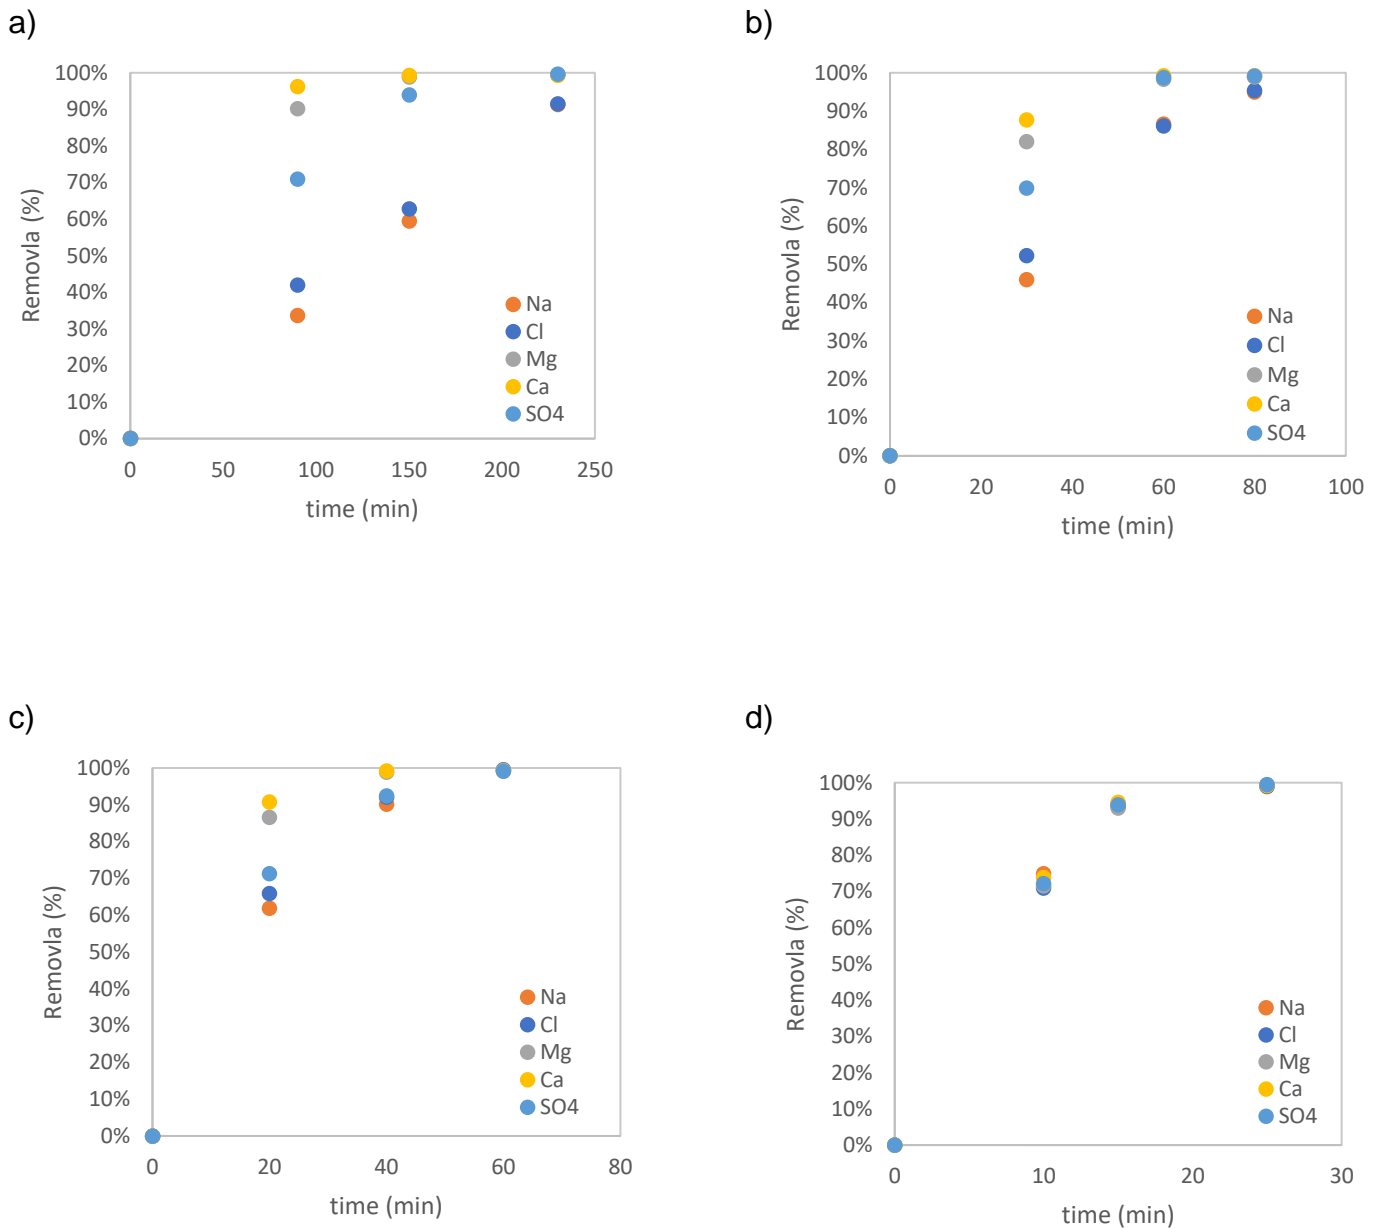 a)
100%
90%
80%
70%
60%
50%
40%
30%
20%
10%
0%
Removla (%)
0 50 100 150 200 250
time (min)
Na
Cl
Mg
Ca
SO4
b)
100%
90%
80%
70%
60%
50%
40%
30%
20%
10%
0%
Removla (%)
0 20 40 60 80 100
time (min)
Na
Cl
Mg
Ca
SO4
c)
100%
90%
80%
70%
60%
50%
40%
30%
20%
10%
0%
Removla (%)
0 20 40 60 80
time (min)
Na
Cl
Mg
Ca
SO4
d)
100%
90%
80%
70%
60%
50%
40%
30%
20%
10%
0%
Removla (%)
0 10 20 30
time (min)
Na
Cl
Mg
Ca
SO4